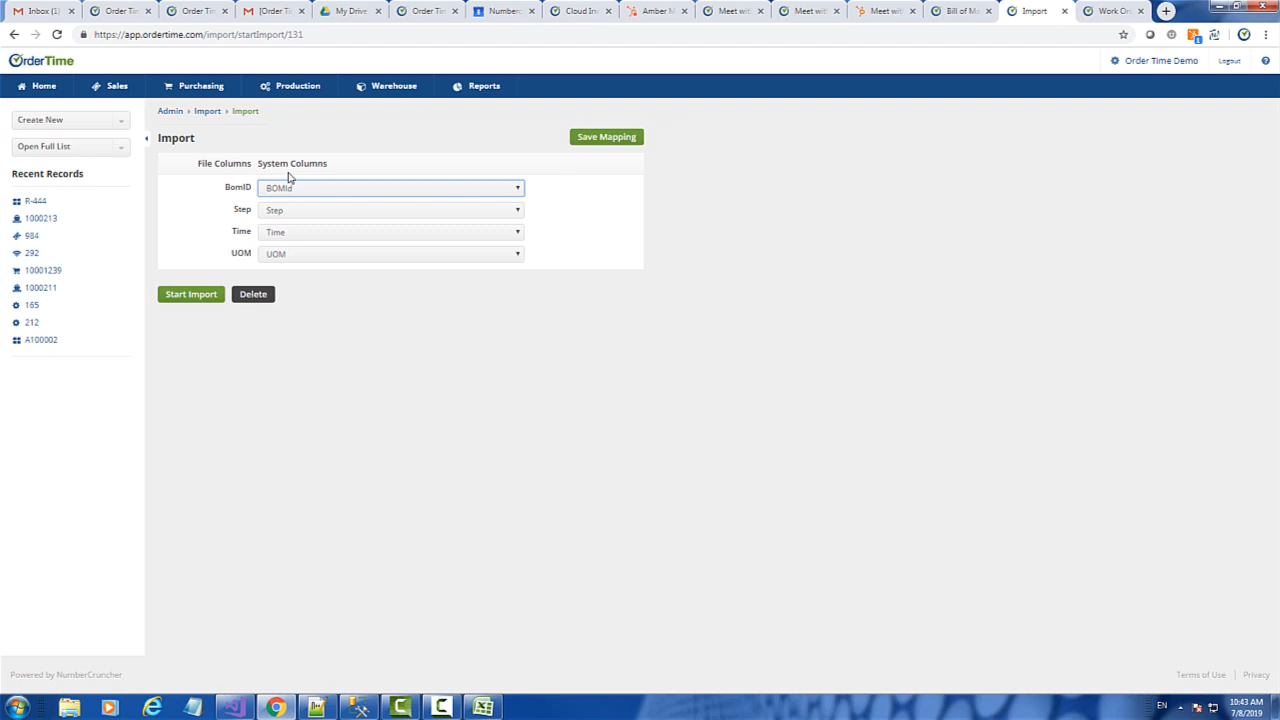 Inbox (1)
Order Tim
Order Tim
[Order Ti
My Drive
Order Tim
Number
Cloud Inv
Amber M
Meet wit
Meet wit
Meet wit
Bill of Ma
Import
Work Or
https://app.ordertime.com/import/startImport/131
OrderTime
Order Time Demo
Logout
Home
Sales
Purchasing
Production
Warehouse
Reports
Create New
Open Full List
Recent Records
R-444
1000213
984
292
10001239
1000211
165
212
A100002
Admin › Import › Import
Import
Save Mapping
File Columns System Columns
BomID BOMId
Step Step
Time Time
UOM UOM
Start Import Delete
Powered by NumberCruncher
Terms of Use | Privacy
EN
10:43 AM
7/8/2019